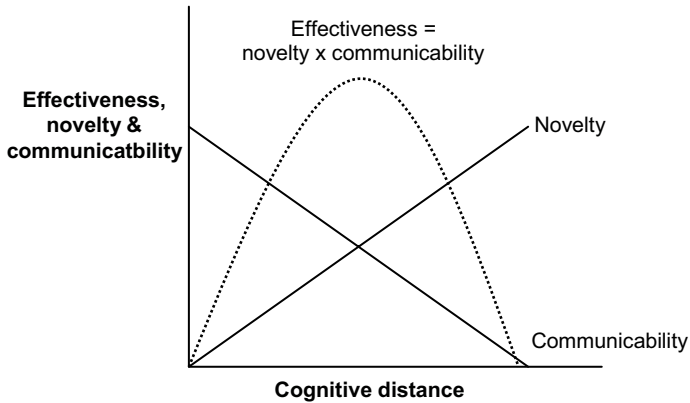 Effectiveness =
novelty x communicability
Effectiveness,
novelty &
communicatbility
Novelty
Communicability
Cognitive distance